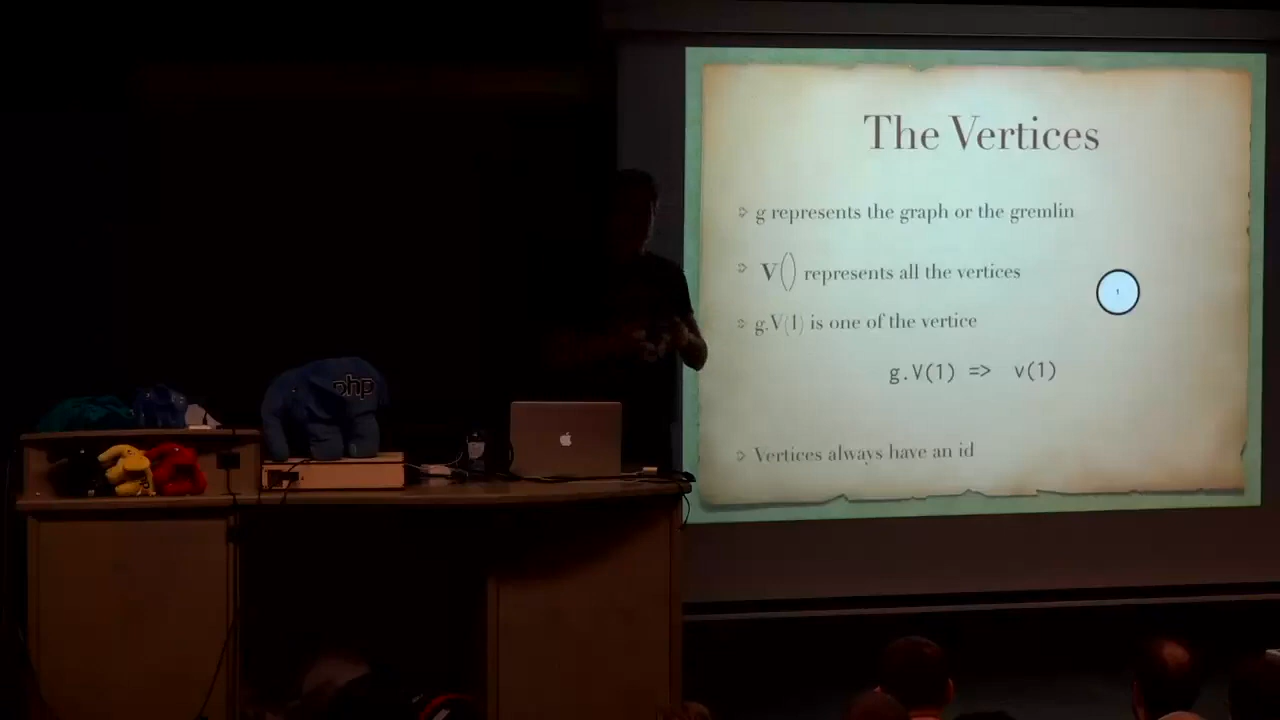 The Vertices
g represents the graph or the gremlin
V() represents all the vertices
1
g.V(1) is one of the vertice
g.V(1) => v(1)
Vertices always have an id
php